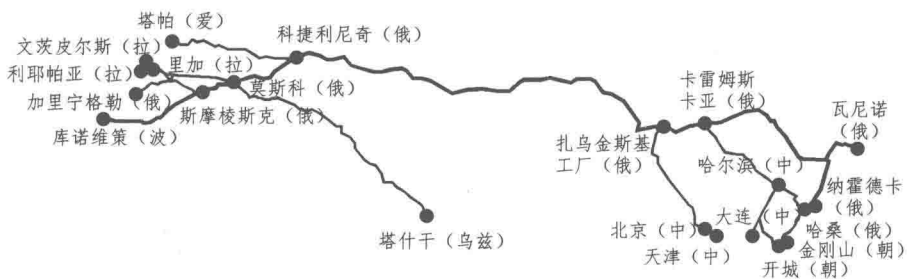 塔帕（爱）
科捷利尼奇（俄）
文茨皮尔斯（拉）
利耶帕亚（拉）
里加（拉）
莫斯科（俄）
加里宁格勒（俄）
斯摩棱斯克（俄）
库诺维策（波）
塔什干（乌兹）
扎乌金斯基
工厂（俄）
卡雷姆斯
卡亚（俄）
瓦尼诺
（俄）
哈尔滨（中）
纳霍德卡
（俄）
北京（中）
天津（中）
大连（中
哈桑（俄）
金刚山（朝）
开城（朝）